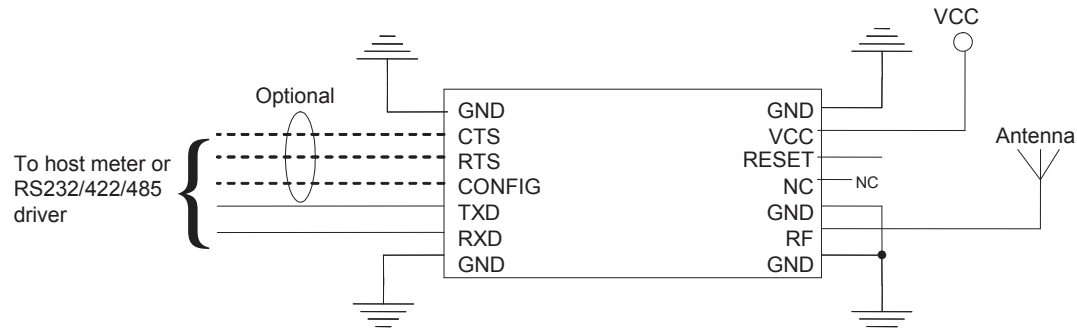 VCC
Optional
To host meter or
RS232/422/485
driver
GND
CTS
RTS
CONFIG
TXD
RXD
GND
GND
VCC
RESET
NC
NC
GND
RF
GND
Antenna